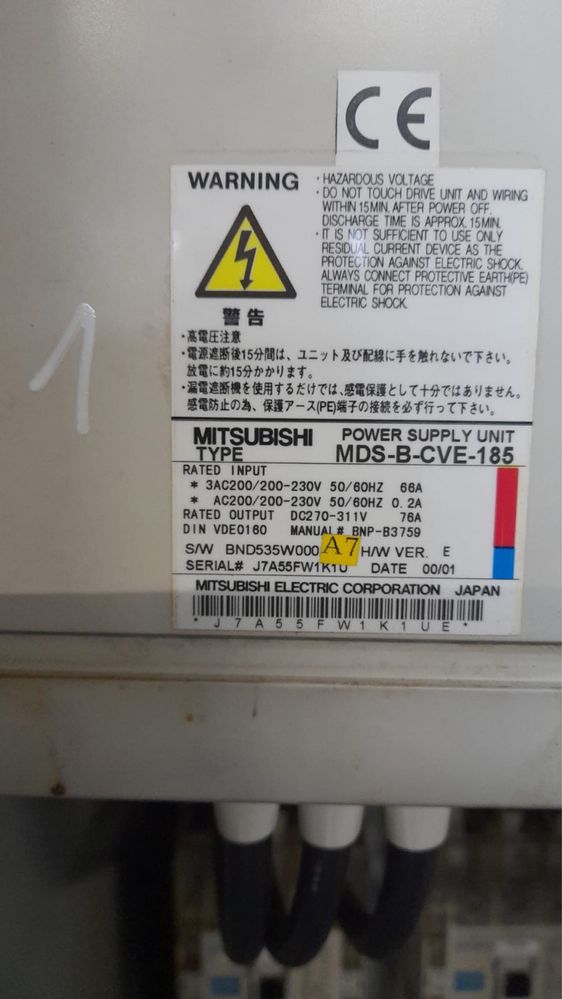 CE
WARNING
・HAZARDOUS VOLTAGE
・DO NOT TOUCH DRIVE UNIT AND WIRING
WITHIN 15MIN. AFTER POWER OFF.
DISCHARGE TIME IS APPROX. 15MIN.
・IT IS NOT SUFFICIENT TO USE ONLY
RESIDUAL CURRENT DEVICE AS THE
PROTECTION AGAINST ELECTRIC SHOCK.
ALWAYS CONNECT PROTECTIVE EARTH(PE)
TERMINAL FOR PROTECTION AGAINST
ELECTRIC SHOCK.
警告
・高電圧注意
・電源遮断後15分間は、ユニット及び配線に手を触れないで下さい。
放電に約15分かかります。
・漏電遮断機を使用するだけでは、感電保護として十分ではありません。
感電防止の為、保護アース(PE)端子の接続を必ず行って下さい。
1
MITSUBISHI POWER SUPPLY UNIT
TYPE MDS-B-CVE-185
RATED INPUT
* 3AC200/200-230V 50/60HZ 66A
* AC200/200-230V 50/60HZ 0.2A
RATED OUTPUT DC270-311V 76A
DIN VDE0160 MANUAL# BNP-B3759
S/W BND535W000 A7 H/W VER. E
SERIAL# J7A55FW1K1U DATE 00/01
MITSUBISHI ELECTRIC CORPORATION JAPAN
*J7A55FW1K1UE*